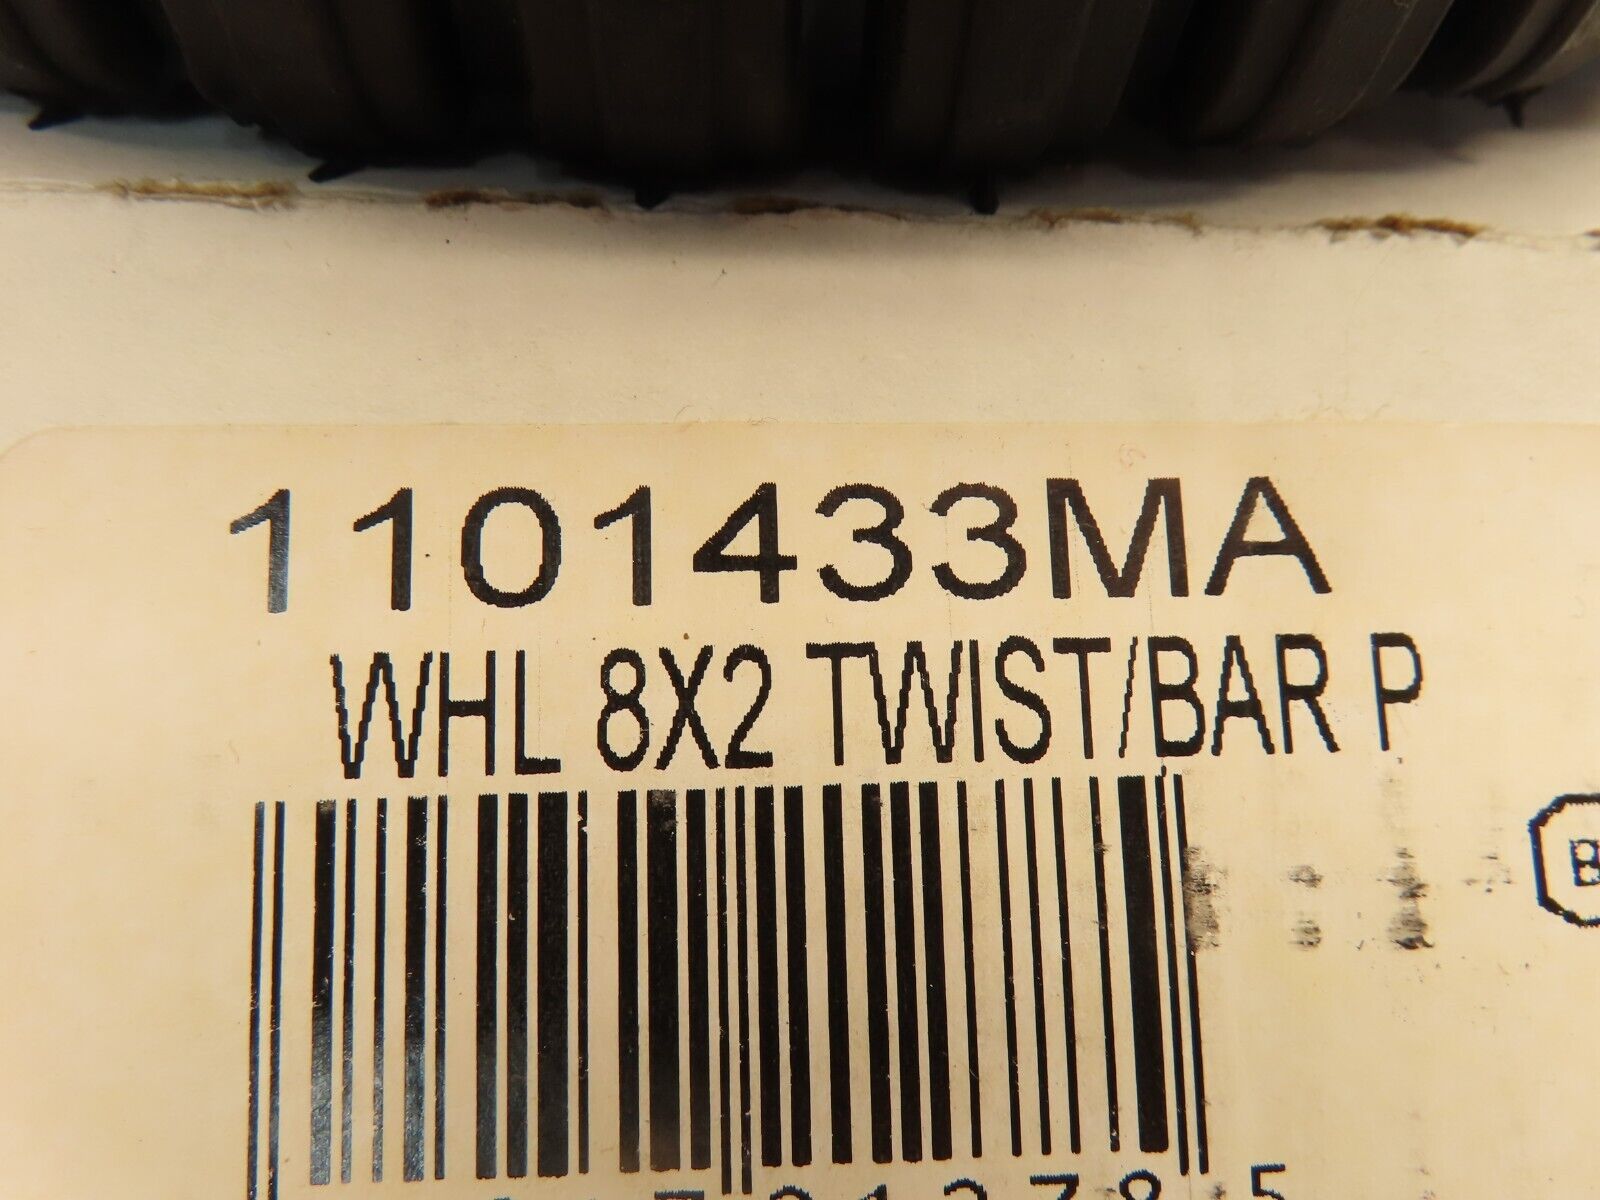 1101433MA
WHL 8X2 TWIST/BAR P
B